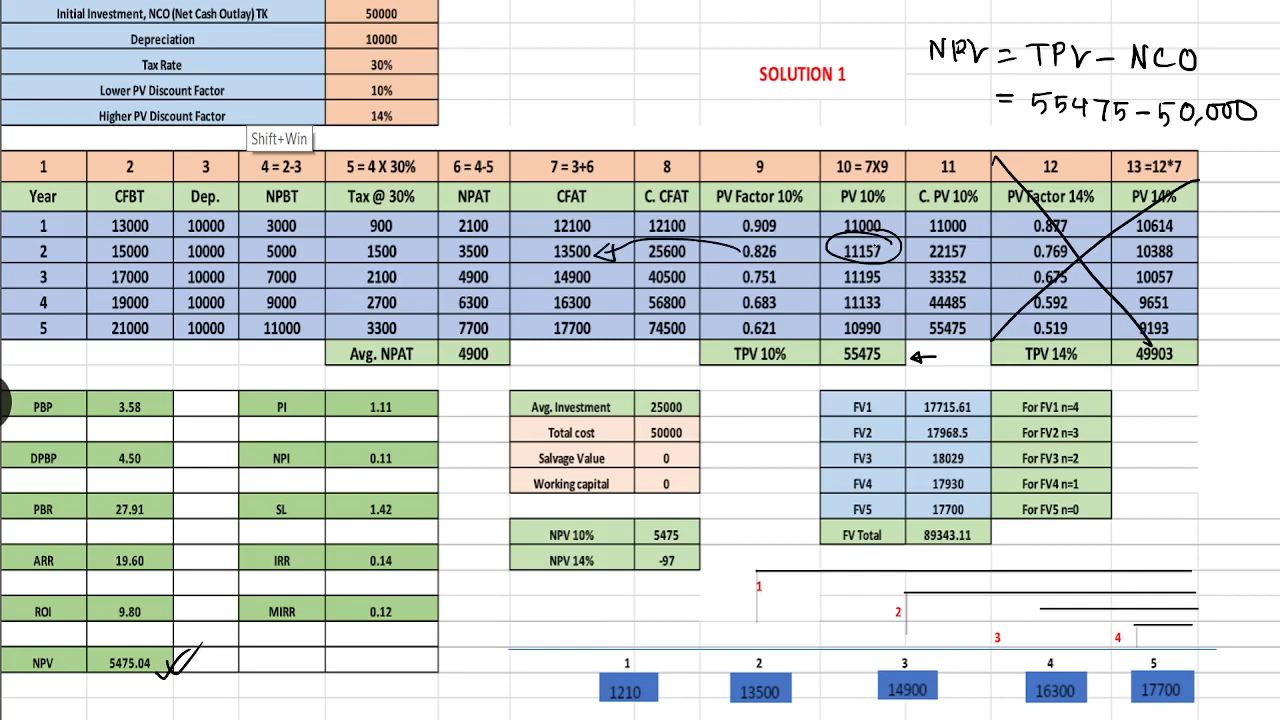 Initial Investment, NCO (Net Cash Outlay) TK 50000
Depreciation 10000
Tax Rate 30%
Lower PV Discount Factor 10%
Higher PV Discount Factor 14%
Shift+Win
SOLUTION 1
NPV = TPV - NCO
= 55475 - 50,000
1 2 3 4 = 2-3 5 = 4 X 30% 6 = 4-5 7 = 3+6 8 9 10 = 7X9 11 12 13 =12*7
Year CFBT Dep. NPBT Tax @ 30% NPAT CFAT C. CFAT PV Factor 10% PV 10% C. PV 10% PV Factor 14% PV 14%
1 13000 10000 3000 900 2100 12100 12100 0.909 11000 11000 0.877 10614
2 15000 10000 5000 1500 3500 13500 25600 0.826 11157 22157 0.769 10388
3 17000 10000 7000 2100 4900 14900 40500 0.751 11195 33352 0.675 10057
4 19000 10000 9000 2700 6300 16300 56800 0.683 11133 44485 0.592 9651
5 21000 10000 11000 3300 7700 17700 74500 0.621 10990 55475 0.519 9193
Avg. NPAT 4900 TPV 10% 55475 TPV 14% 49903
PBP 3.58 PI 1.11 Avg. Investment 25000 FV1 17715.61 For FV1 n=4
Total cost 50000 FV2 17968.5 For FV2 n=3
DPBP 4.50 NPI 0.11 Salvage Value 0 FV3 18029 For FV3 n=2
Working capital 0 FV4 17930 For FV4 n=1
PBR 27.91 SL 1.42 FV5 17700 For FV5 n=0
NPV 10% 5475 FV Total 89343.11
ARR 19.60 IRR 0.14 NPV 14% -97
1
ROI 9.80 MIRR 0.12 2
3 4
NPV 5475.04 1 2 3 4 5
1210 13500 14900 16300 17700